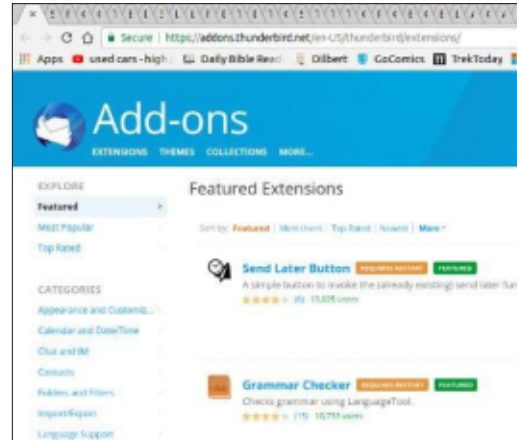 Secure https://addons.thunderbird.net/en-US/thunderbird/extensions/
Apps used cars - high Daily Bible Read Dilbert GoComics TrekToday
Add-ons
EXTENSIONS THEMES COLLECTIONS MORE...
EXPLORE
Featured
Most Popular
Top Rated
CATEGORIES
Appearance and Customiz...
Calendar and Date/Time
Chat and IM
Contacts
Folders and Filters
Import/Export
Language Support
Featured Extensions
Sort by: Featured Most Users Top Rated Newest More
Send Later Button REQUIRES RESTART FEATURED
A simple button to invoke the (already existing) send later fun
(6) users
Grammar Checker REQUIRES RESTART FEATURED
Checks grammar using LanguageTool.
(15) users